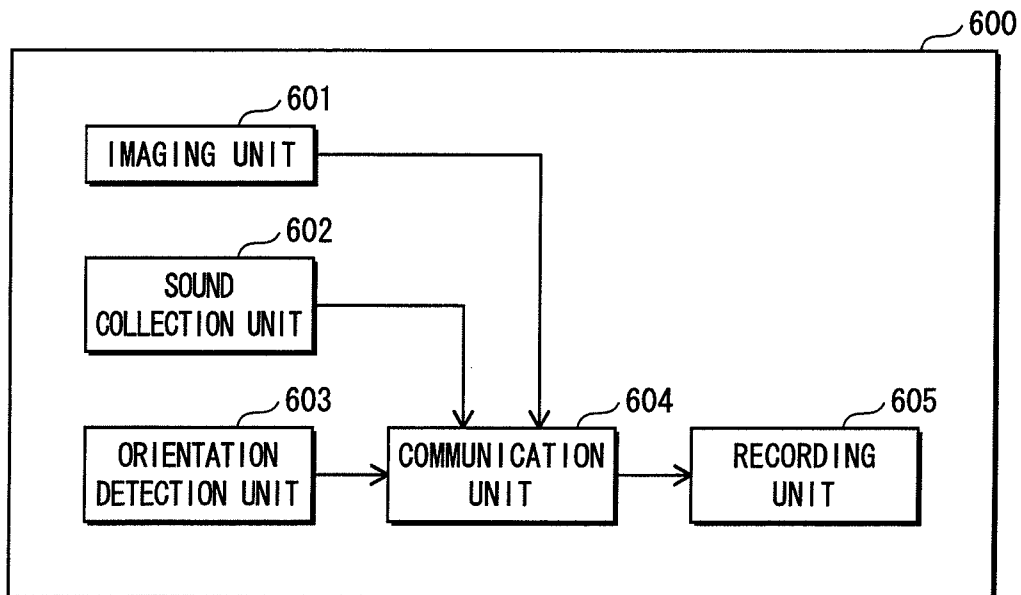 600
601
IMAGING UNIT
602
SOUND
COLLECTION UNIT
603
ORIENTATION
DETECTION UNIT
604
COMMUNICATION
UNIT
605
RECORDING
UNIT